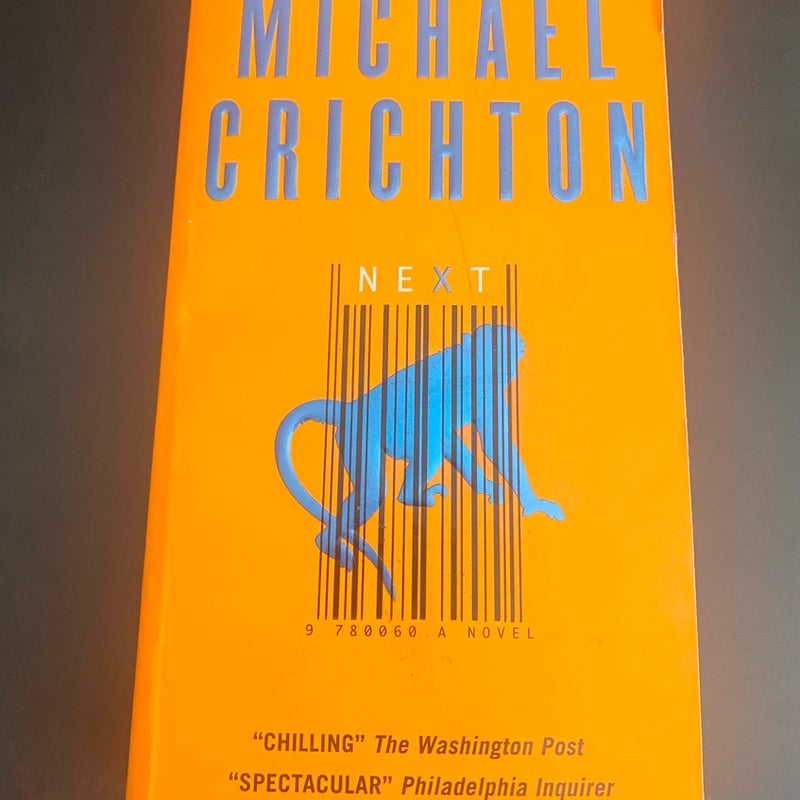 MICHAEL
CRICHTON
NEXT
9 780060 A NOVEL
“CHILLING” The Washington Post
“SPECTACULAR” Philadelphia Inquirer